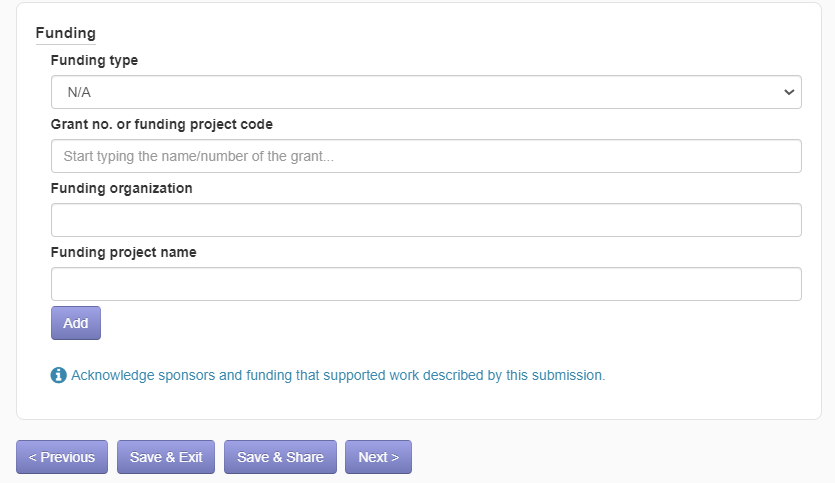 Funding
Funding type
N/A
Grant no. or funding project code
Start typing the name/number of the grant...
Funding organization
Funding project name
Add
Acknowledge sponsors and funding that supported work described by this submission.
< Previous
Save & Exit
Save & Share
Next >